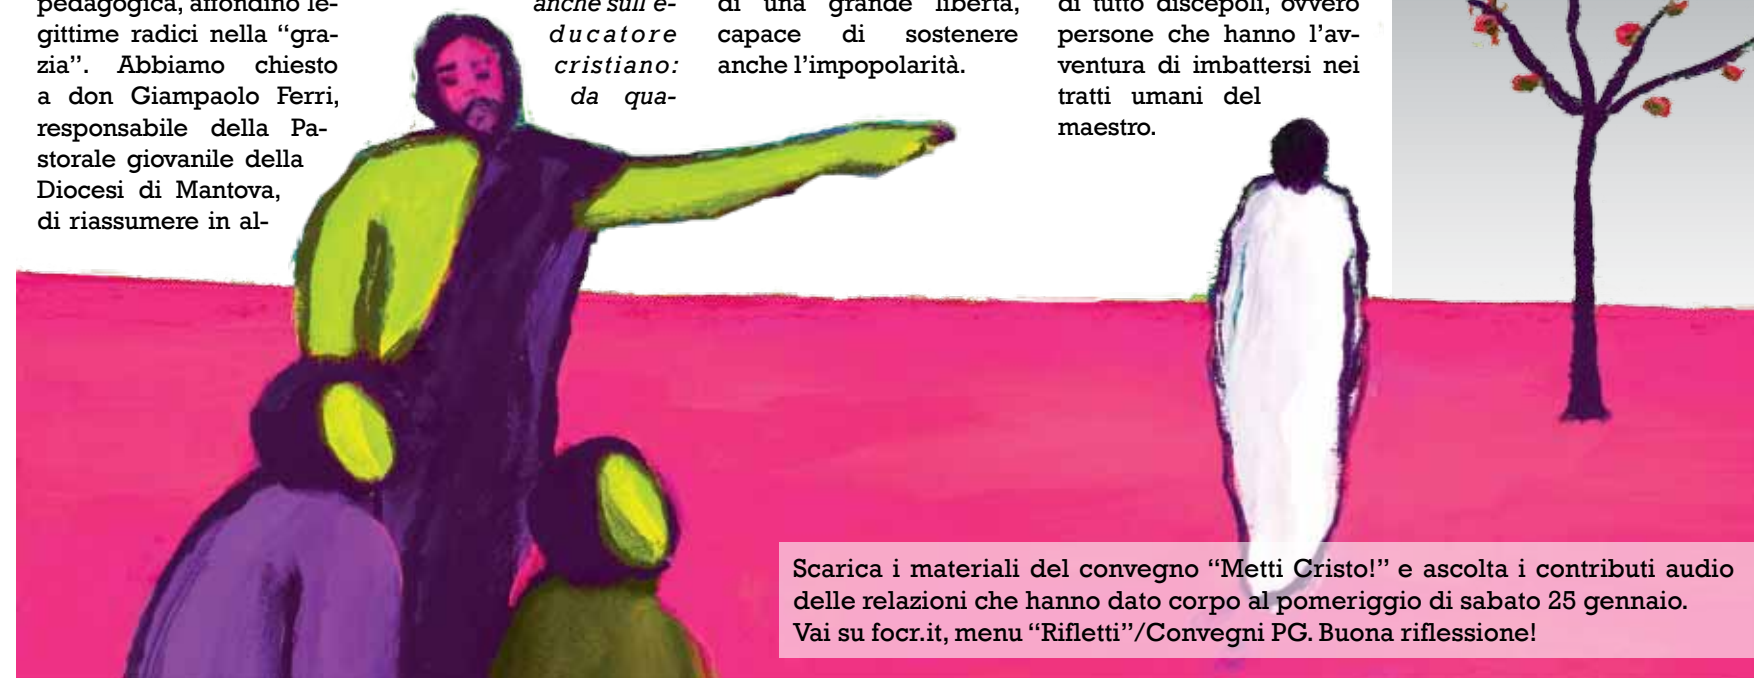 pedagogica, affondino le-
gittime radici nella “gra-
zia”. Abbiamo chiesto
a don Giampaolo Ferri,
responsabile della Pa-
storale giovanile della
Diocesi di Mantova,
di riassumere in al-
anche sull’e-
ducatore
cristiano:
da qua-
di una grande libertà,
capace di sostenere
anche l’impopolarità.
di tutto discepoli, ovvero
persone che hanno l’av-
ventura di imbattersi nei
tratti umani del
maestro.
Scarica i materiali del convegno “Metti Cristo!” e ascolta i contributi audio
delle relazioni che hanno dato corpo al pomeriggio di sabato 25 gennaio.
Vai su focr.it, menu “Rifletti”/Convegni PG. Buona riflessione!